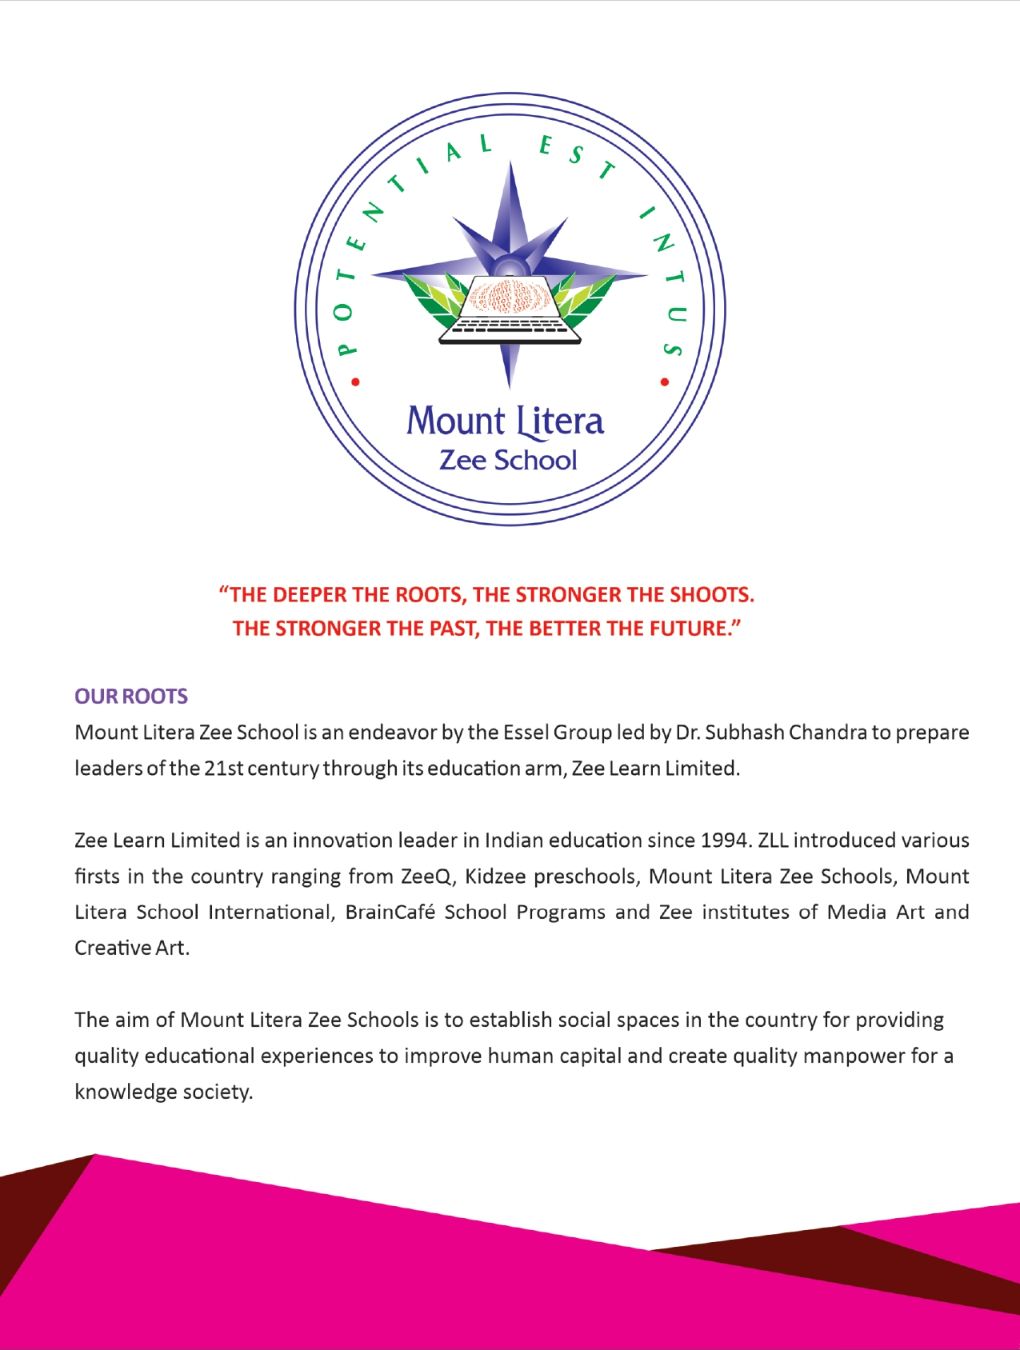 POTENTIAL EST INTUS
Mount Litera
Zee School
“THE DEEPER THE ROOTS, THE STRONGER THE SHOOTS.
THE STRONGER THE PAST, THE BETTER THE FUTURE.”
OUR ROOTS
Mount Litera Zee School is an endeavor by the Essel Group led by Dr. Subhash Chandra to prepare
leaders of the 21st century through its education arm, Zee Learn Limited.
Zee Learn Limited is an innovation leader in Indian education since 1994. ZLL introduced various
firsts in the country ranging from ZeeQ, Kidzee preschools, Mount Litera Zee Schools, Mount
Litera School International, BrainCafé School Programs and Zee institutes of Media Art and
Creative Art.
The aim of Mount Litera Zee Schools is to establish social spaces in the country for providing
quality educational experiences to improve human capital and create quality manpower for a
knowledge society.